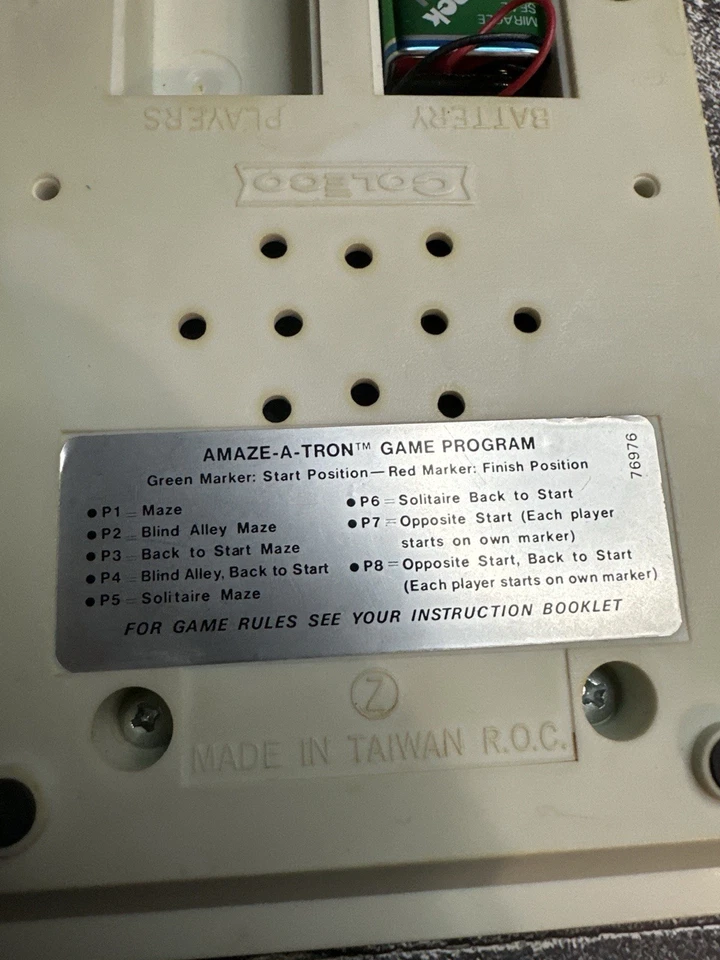 MIRACLE
SE
ck
PLAYERS
BATTERY
COLECO
AMAZE-A-TRON™ GAME PROGRAM
76976
Green Marker: Start Position—Red Marker: Finish Position
● P1 = Maze
● P2 = Blind Alley Maze
● P3 = Back to Start Maze
● P4 = Blind Alley, Back to Start
● P5 = Solitaire Maze
● P6 = Solitaire Back to Start
● P7 = Opposite Start (Each player
starts on own marker)
● P8 = Opposite Start, Back to Start
(Each player starts on own marker)
FOR GAME RULES SEE YOUR INSTRUCTION BOOKLET
Z
MADE IN TAIWAN R.O.C.